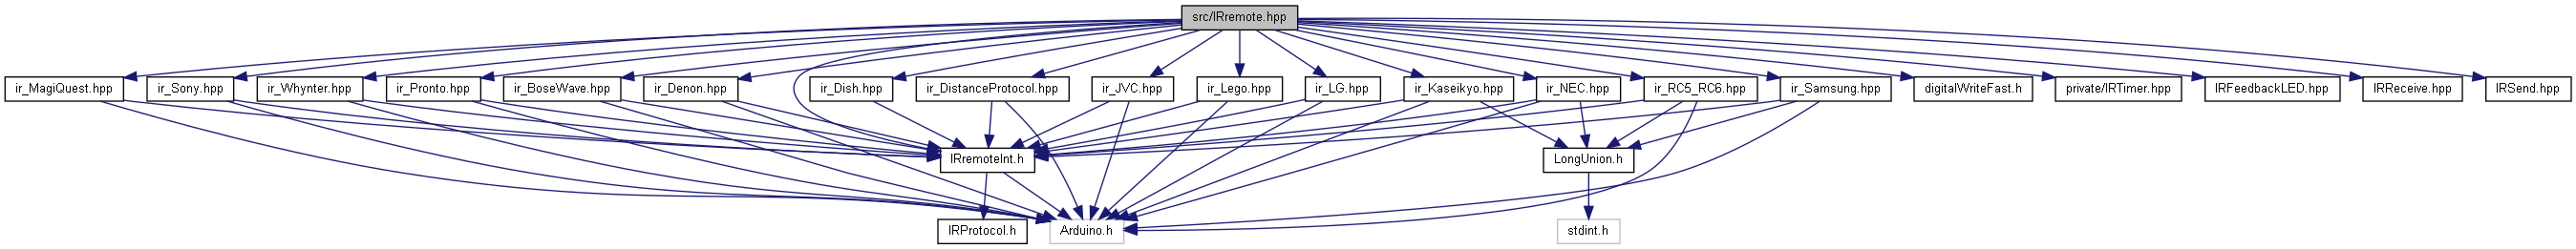 src/IRremote.hpp
ir_MagiQuest.hpp
ir_Sony.hpp
ir_Whynter.hpp
ir_Pronto.hpp
ir_BoseWave.hpp
ir_Denon.hpp
ir_Dish.hpp
ir_DistanceProtocol.hpp
ir_JVC.hpp
ir_Lego.hpp
ir_LG.hpp
ir_Kaseikyo.hpp
ir_NEC.hpp
ir_RC5_RC6.hpp
ir_Samsung.hpp
digitalWriteFast.h
private/IRTimer.hpp
IRFeedbackLED.hpp
IRReceive.hpp
IRSend.hpp
IRremoteInt.h
LongUnion.h
IRProtocol.h
Arduino.h
stdint.h